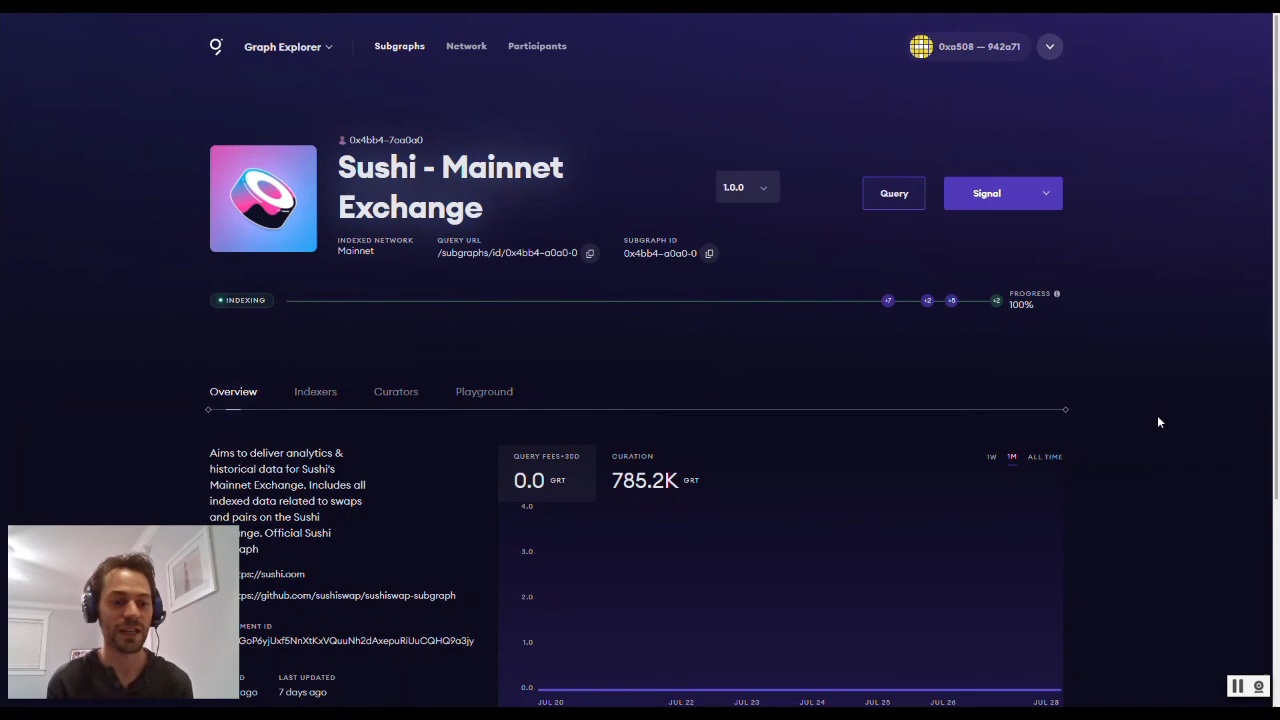 Graph Explorer
Subgraphs
Network
Participants
0xa508 — 942a71
0x4bb4–7aa0a0
Sushi - Mainnet
Exchange
1.0.0
Query
Signal
INDEXED NETWORK
Mainnet
QUERY URL
/subgraphs/id/0x4bb4–a0a0-0
SUBGRAPH ID
0x4bb4–a0a0-0
INDEXING
+7
+2
+5
+2
PROGRESS
100%
Overview
Indexers
Curators
Playground
Aims to deliver analytics &
historical data for Sushi's
Mainnet Exchange. Includes all
indexed data related to swaps
and pairs on the Sushi
nge. Official Sushi
aph
tps://sushi.com
tps://github.com/sushiswap/sushiswap-subgraph
MENT ID
GoP6yjUxf5NnXtKxVQuuNh2dAxepuRiUuCQHQ9a3jy
D
ago
LAST UPDATED
7 days ago
QUERY FEES•30D
0.0 GRT
CURATION
785.2K GRT
1W
1M
ALL TIME
4.0
3.0
2.0
1.0
0.0
JUL 20
JUL 22
JUL 23
JUL 24
JUL 25
JUL 26
JUL 28